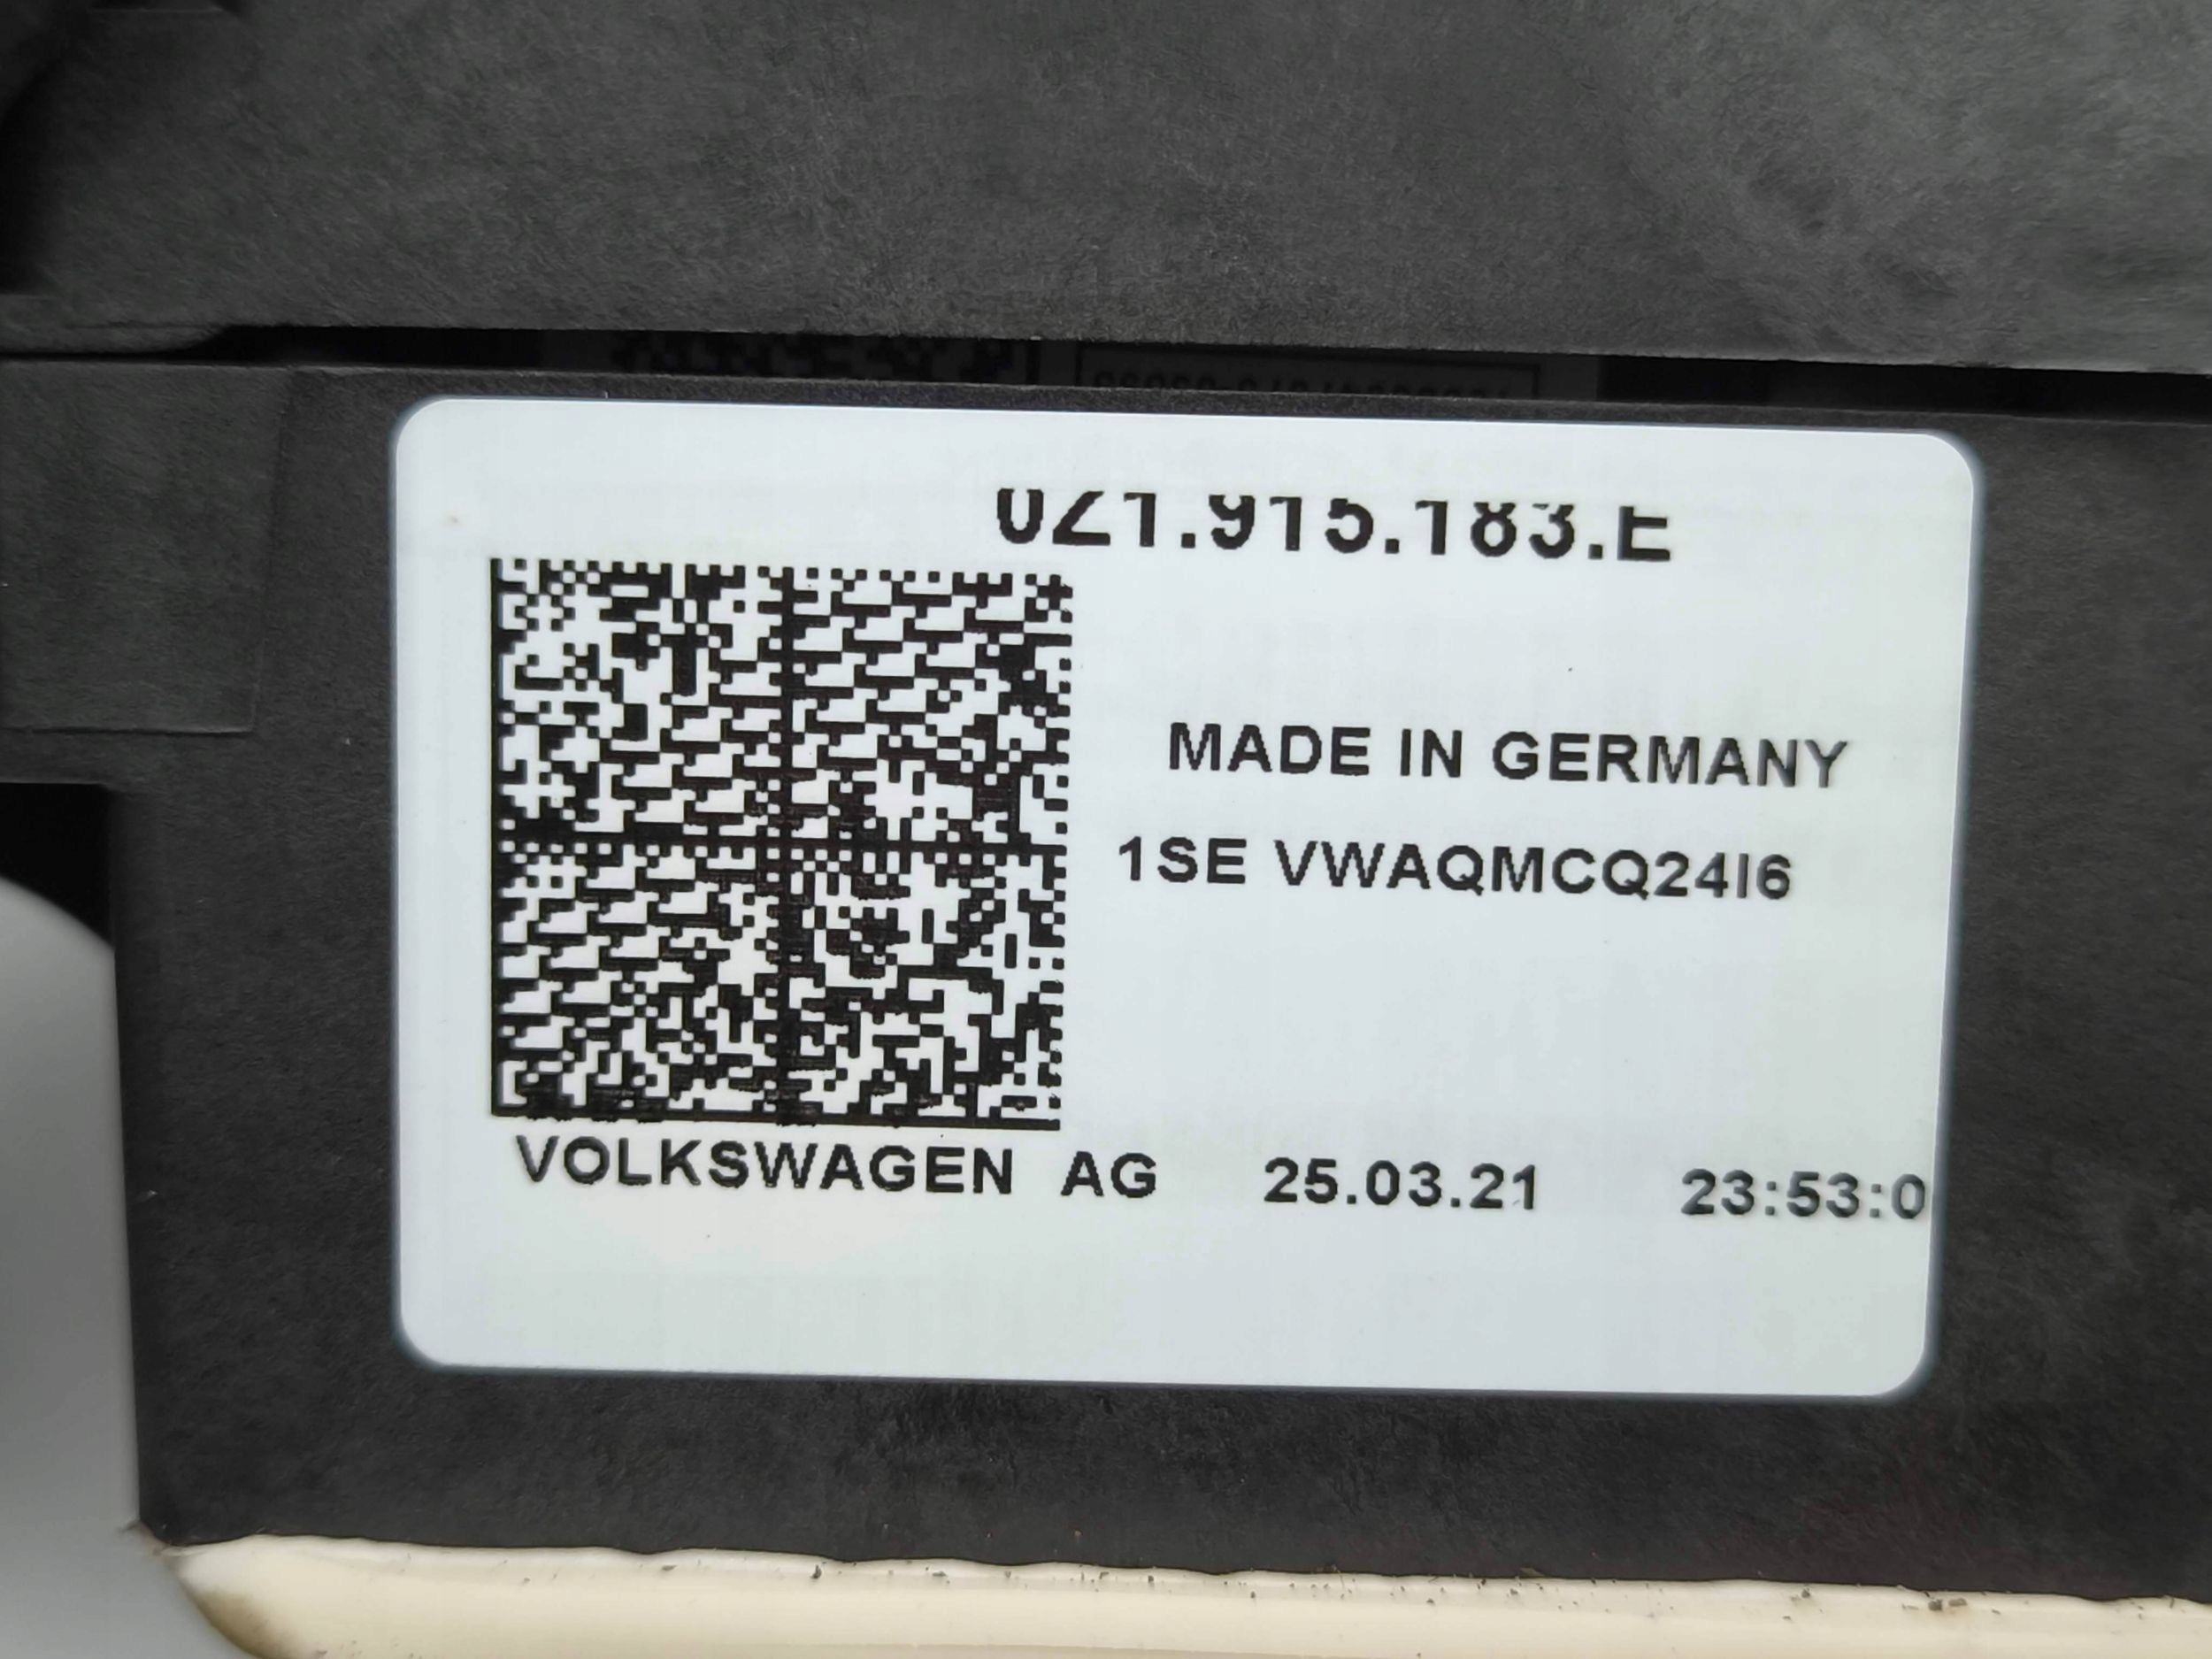 0Z1.915.183.E
MADE IN GERMANY
1SE VWAQMCQ24I6
VOLKSWAGEN AG 25.03.21 23:53:0